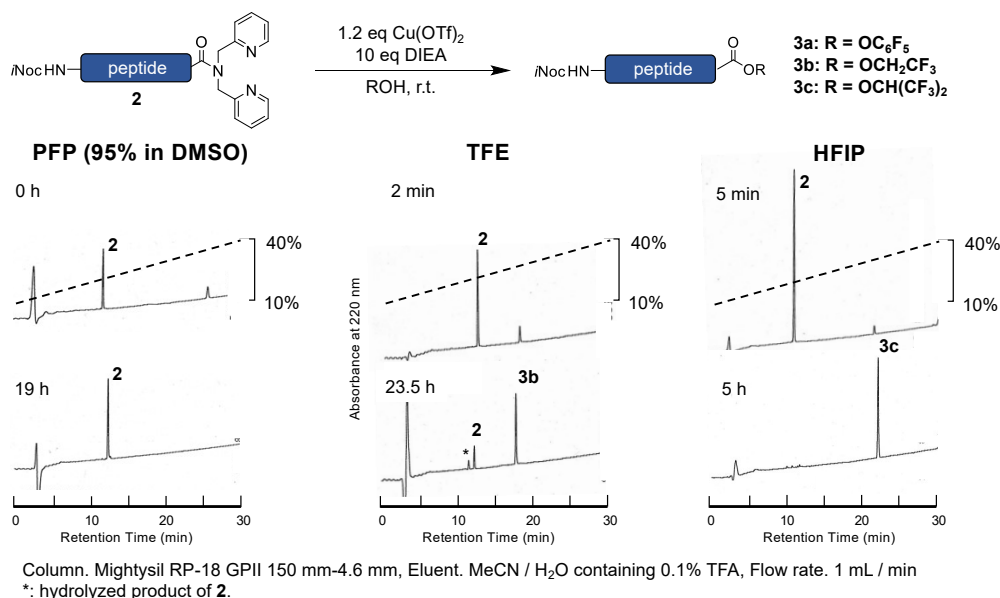 1.2 eq Cu(OTf)2
10 eq DIEA
ROH, r.t.
iNocHN
peptide
O
N
N
N
2
iNocHN
peptide
O
OR
3a: R = OC6F5
3b: R = OCH2CF3
3c: R = OCH(CF3)2
PFP (95% in DMSO)
TFE
HFIP
0 h
2
40%
10%
2 min
2
40%
10%
5 min
2
40%
10%
Absorbance at 220 nm
19 h
2
23.5 h
*
2
3b
5 h
3c
0 10 20 30
Retention Time (min)
0 10 20 30
Retention Time (min)
0 10 20 30
Retention Time (min)
Column. Mightysil RP-18 GPII 150 mm-4.6 mm, Eluent. MeCN / H2O containing 0.1% TFA, Flow rate. 1 mL / min
*: hydrolyzed product of 2.